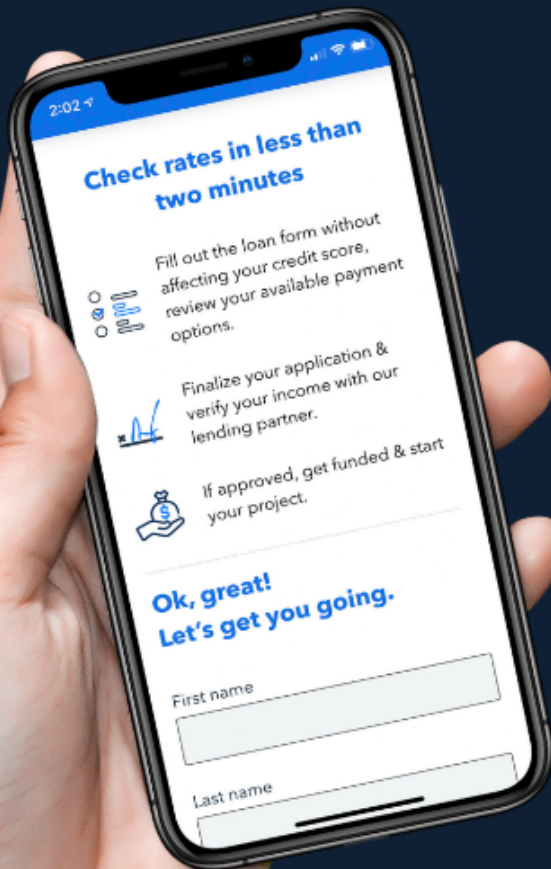 2:02
Check rates in less than
two minutes
Fill out the loan form without
affecting your credit score,
review your available payment
options.
Finalize your application &
verify your income with our
lending partner.
If approved, get funded & start
your project.
Ok, great!
Let's get you going.
First name
Last name